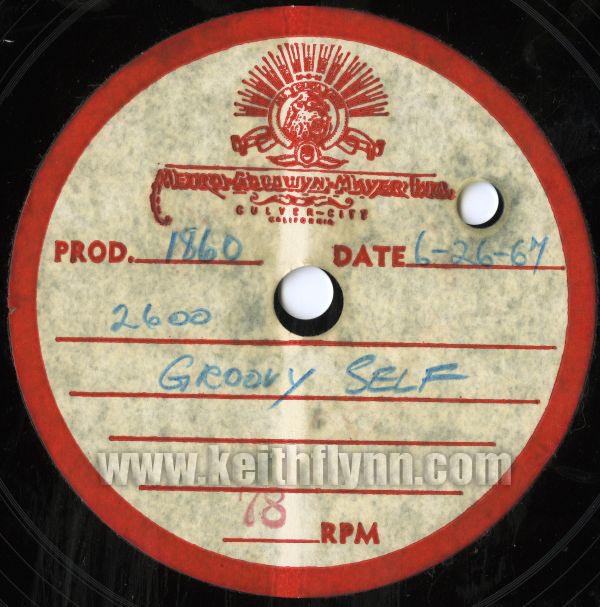 M-G-M
METRO-GOLDWYN-MAYER INC.
CULVER-CITY
CALIFORNIA
PROD. 1860 DATE 6-26-67
2600
GROOVY SELF
www.keithflynn.com
78 RPM